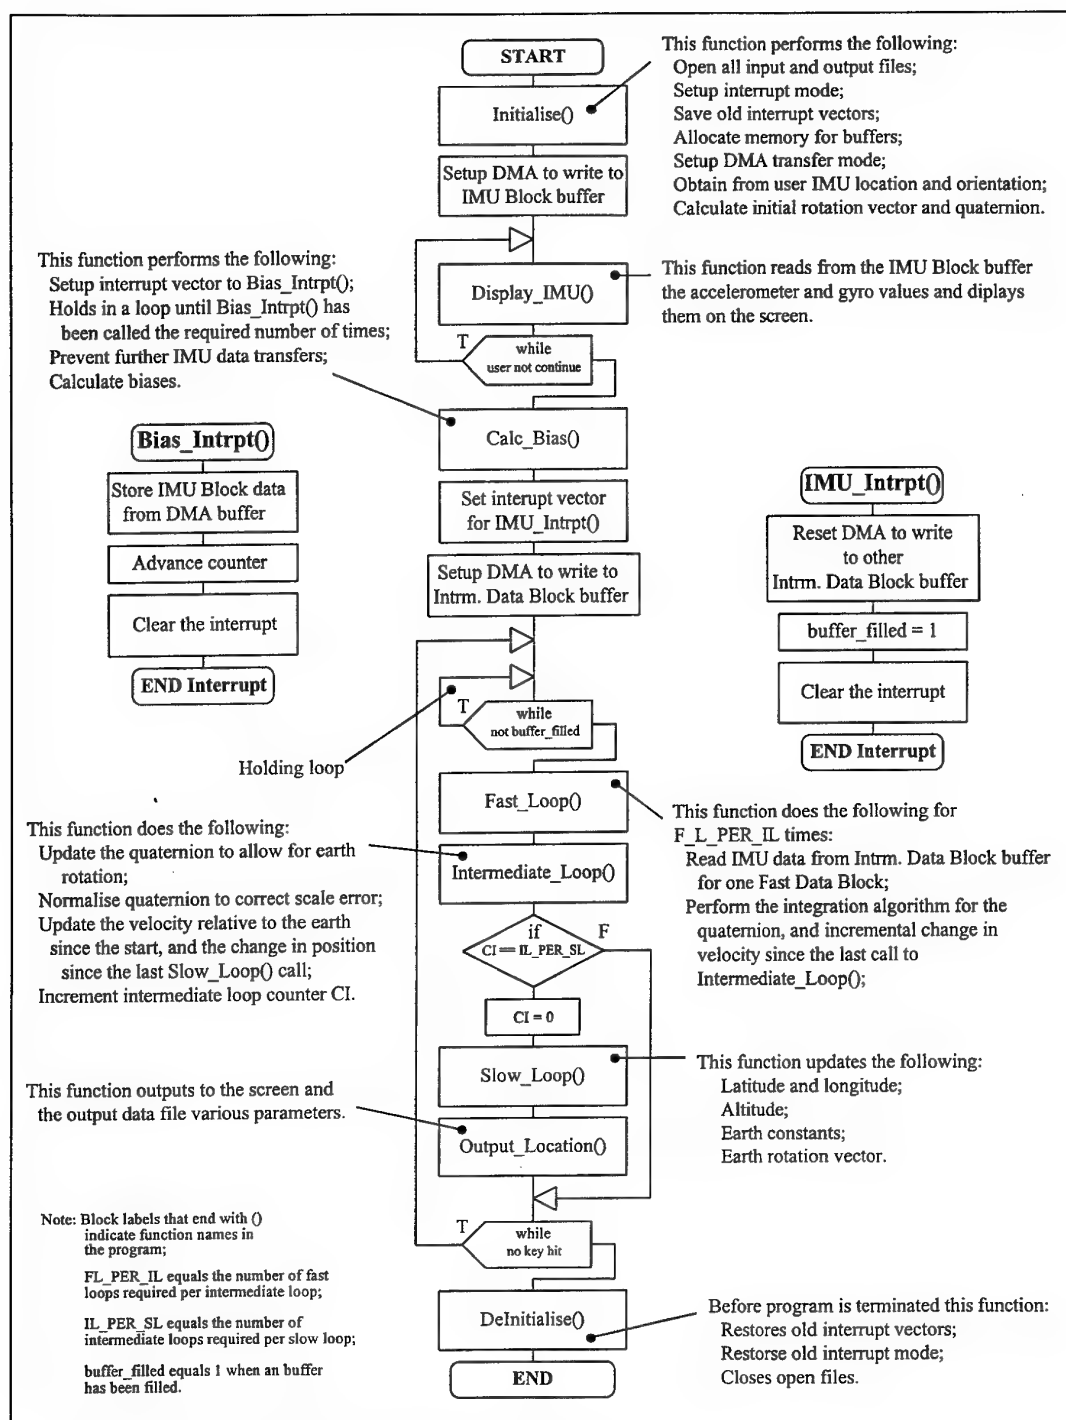 START
This function performs the following:
Open all input and output files;
Setup interrupt mode;
Save old interrupt vectors;
Allocate memory for buffers;
Setup DMA transfer mode;
Obtain from user IMU location and orientation;
Calculate initial rotation vector and quaternion.
Initialise()
Setup DMA to write to
IMU Block buffer
This function performs the following:
Setup interrupt vector to Bias_Intrpt();
Holds in a loop until Bias_Intrpt() has
been called the required number of times;
Prevent further IMU data transfers;
Calculate biases.
Display_IMU()
This function reads from the IMU Block buffer
the accelerometer and gyro values and diplays
them on the screen.
T
while
user not continue
Calc_Bias()
Bias_Intrpt()
Store IMU Block data
from DMA buffer
Advance counter
Clear the interrupt
END Interrupt
Set interupt vector
for IMU_Intrpt()
Setup DMA to write to
Intrm. Data Block buffer
IMU_Intrpt()
Reset DMA to write
to other
Intrm. Data Block buffer
buffer_filled = 1
Clear the interrupt
END Interrupt
T
while
not buffer_filled
Holding loop
Fast_Loop()
This function does the following for
F_L_PER_IL times:
Read IMU data from Intrm. Data Block buffer
for one Fast Data Block;
Perform the integration algorithm for the
quaternion, and incremental change in
velocity since the last call to
Intermediate_Loop();
This function does the following:
Update the quaternion to allow for earth
rotation;
Normalise quaternion to correct scale error;
Update the velocity relative to the earth
since the start, and the change in position
since the last Slow_Loop() call;
Increment intermediate loop counter CI.
Intermediate_Loop()
if
F
CI == IL_PER_SL
CI = 0
Slow_Loop()
This function updates the following:
Latitude and longitude;
Altitude;
Earth constants;
Earth rotation vector.
This function outputs to the screen and
the output data file various parameters.
Output_Location()
T
while
no key hit
Note: Block labels that end with ()
indicate function names in
the program;
FL_PER_IL equals the number of fast
loops required per intermediate loop;
IL_PER_SL equals the number of
intermediate loops required per slow loop;
buffer_filled equals 1 when an buffer
has been filled.
DeInitialise()
Before program is terminated this function:
Restores old interrupt vectors;
Restorse old interrupt mode;
Closes open files.
END